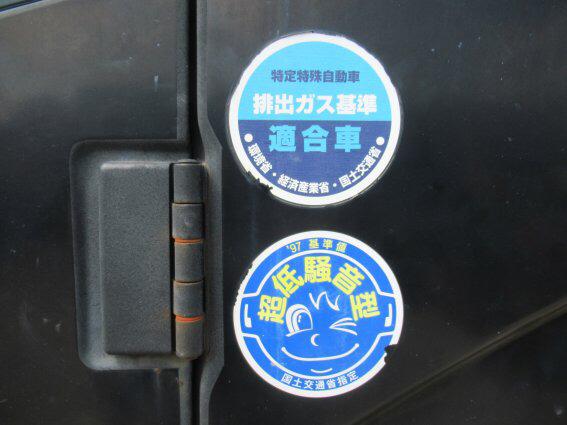 特定特殊自動車
排出ガス基準
適合車
環境省・経済産業省・国土交通省
'97 基準値
超低騒音型
国土交通省指定